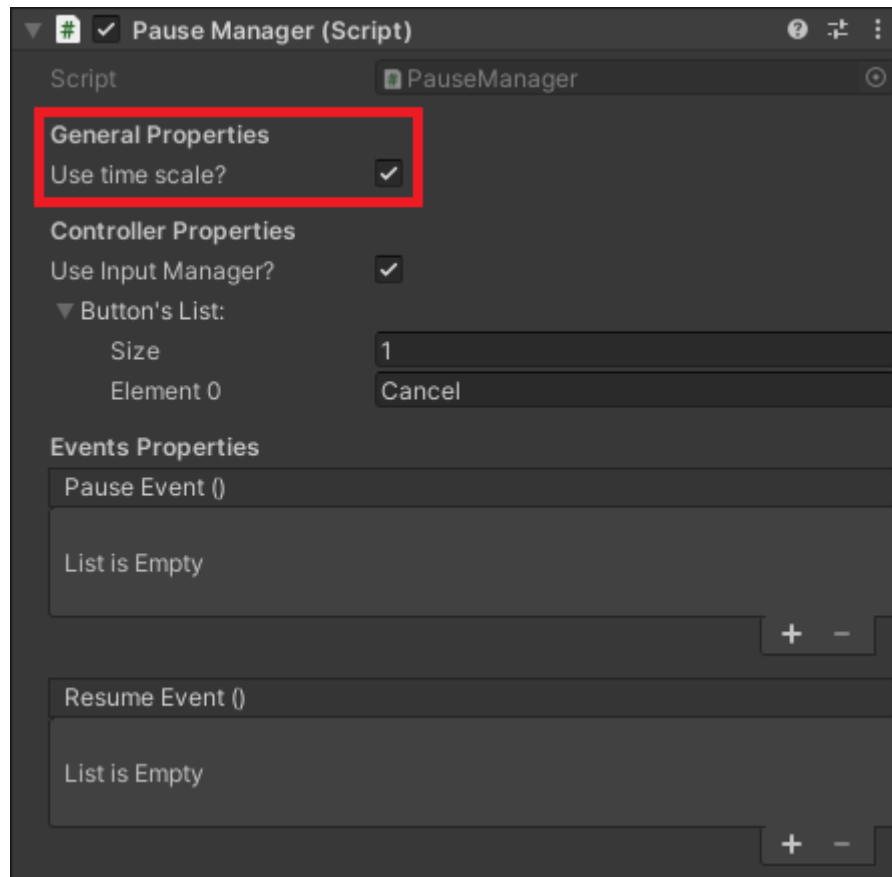 Pause Manager (Script)
Script PauseManager
General Properties
Use time scale?
Controller Properties
Use Input Manager?
Button's List:
Size 1
Element 0 Cancel
Events Properties
Pause Event ()
List is Empty
Resume Event ()
List is Empty